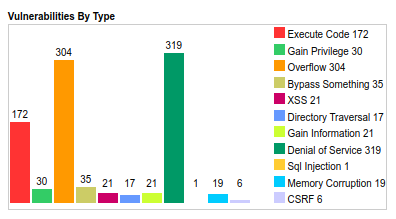 Vulnerabilities By Type
172
30
304
35
21
17
21
319
1
19
6
Execute Code 172
Gain Privilege 30
Overflow 304
Bypass Something 35
XSS 21
Directory Traversal 17
Gain Information 21
Denial of Service 319
Sql Injection 1
Memory Corruption 19
CSRF 6